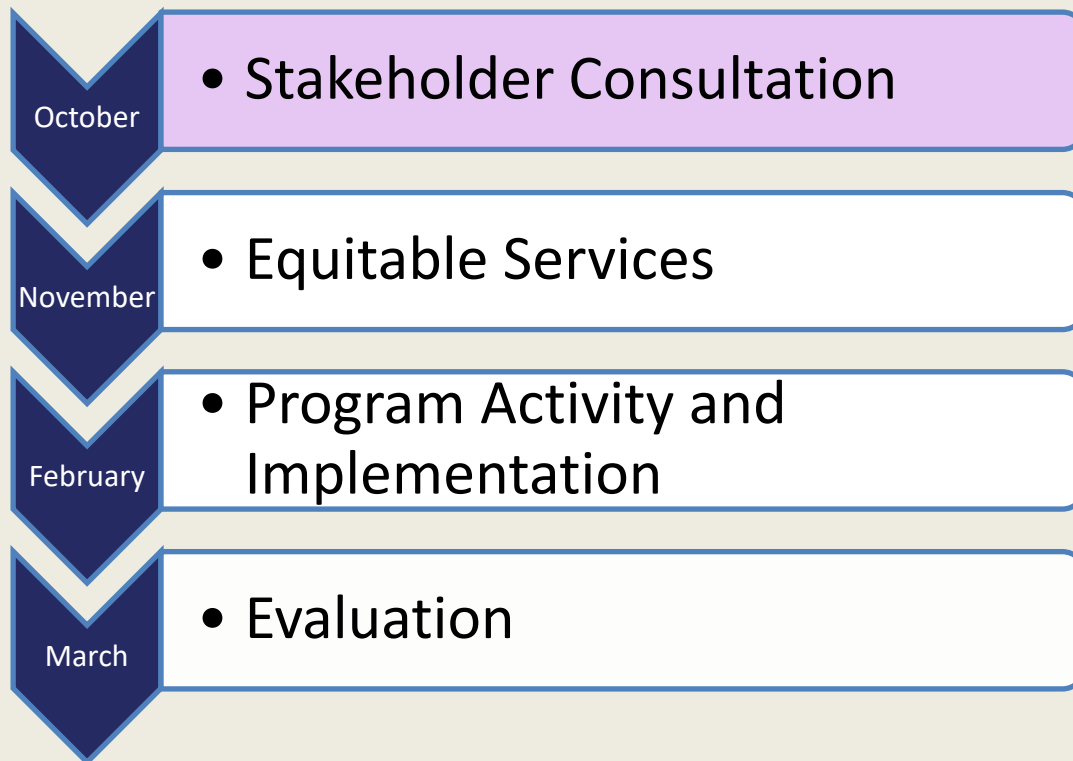 October
• Stakeholder Consultation
November
• Equitable Services
February
• Program Activity and
Implementation
March
• Evaluation